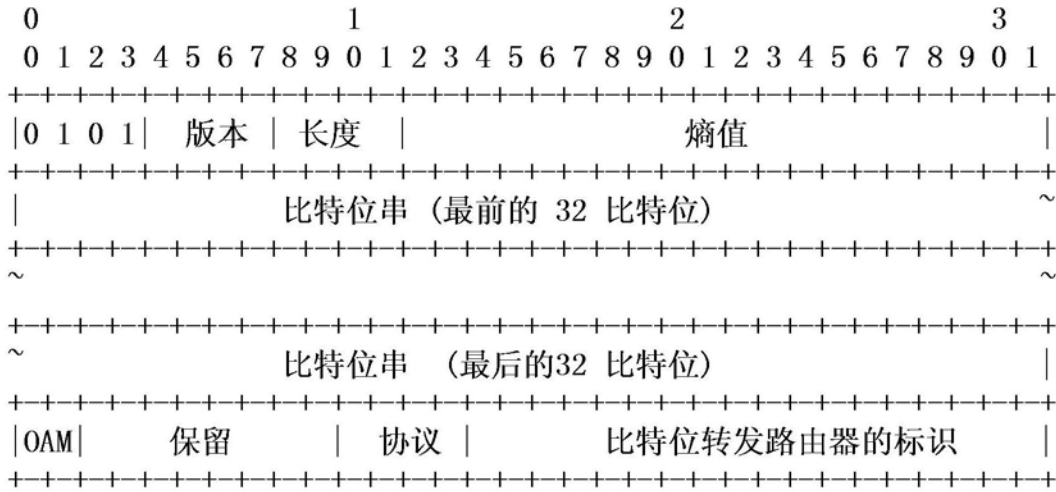 0 1 2 3
0 1 2 3 4 5 6 7 8 9 0 1 2 3 4 5 6 7 8 9 0 1 2 3 4 5 6 7 8 9 0 1
+-+-+-+-+-+-+-+-+-+-+-+-+-+-+-+-+-+-+-+-+-+-+-+-+-+-+-+-+-+-+-+-+
|0 1 0 1| 版本 | 长度 | 熵值 |
+-+-+-+-+-+-+-+-+-+-+-+-+-+-+-+-+-+-+-+-+-+-+-+-+-+-+-+-+-+-+-+-+
| 比特位串 (最前的 32 比特位) ~
+-+-+-+-+-+-+-+-+-+-+-+-+-+-+-+-+-+-+-+-+-+-+-+-+-+-+-+-+-+-+-+-+
~ ~
+-+-+-+-+-+-+-+-+-+-+-+-+-+-+-+-+-+-+-+-+-+-+-+-+-+-+-+-+-+-+-+-+
~ 比特位串 (最后的32 比特位) |
+-+-+-+-+-+-+-+-+-+-+-+-+-+-+-+-+-+-+-+-+-+-+-+-+-+-+-+-+-+-+-+-+
|OAM| 保留 | 协议 | 比特位转发路由器的标识 |
+-+-+-+-+-+-+-+-+-+-+-+-+-+-+-+-+-+-+-+-+-+-+-+-+-+-+-+-+-+-+-+-+